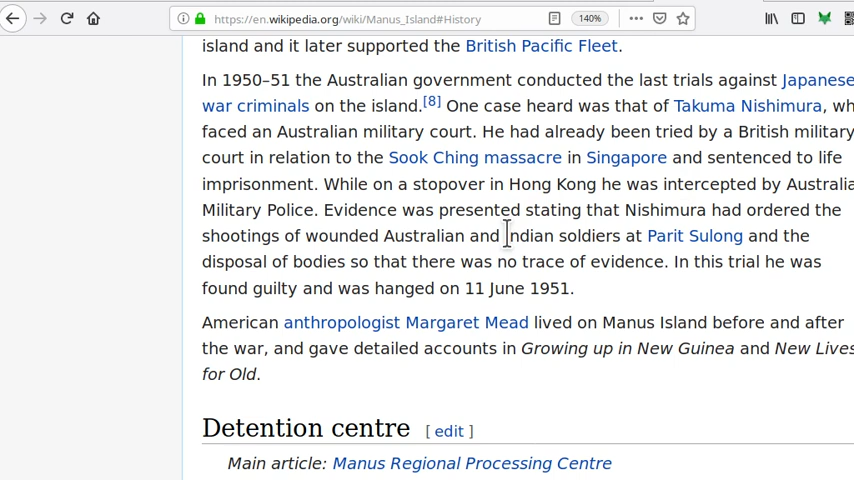 https://en.wikipedia.org/wiki/Manus_Island#History
140%
island and it later supported the British Pacific Fleet.
In 1950–51 the Australian government conducted the last trials against Japanese
war criminals on the island.[8] One case heard was that of Takuma Nishimura, wh
faced an Australian military court. He had already been tried by a British military
court in relation to the Sook Ching massacre in Singapore and sentenced to life
imprisonment. While on a stopover in Hong Kong he was intercepted by Australia
Military Police. Evidence was presented stating that Nishimura had ordered the
shootings of wounded Australian and Indian soldiers at Parit Sulong and the
disposal of bodies so that there was no trace of evidence. In this trial he was
found guilty and was hanged on 11 June 1951.
American anthropologist Margaret Mead lived on Manus Island before and after
the war, and gave detailed accounts in Growing up in New Guinea and New Lives
for Old.
Detention centre [ edit ]
Main article: Manus Regional Processing Centre